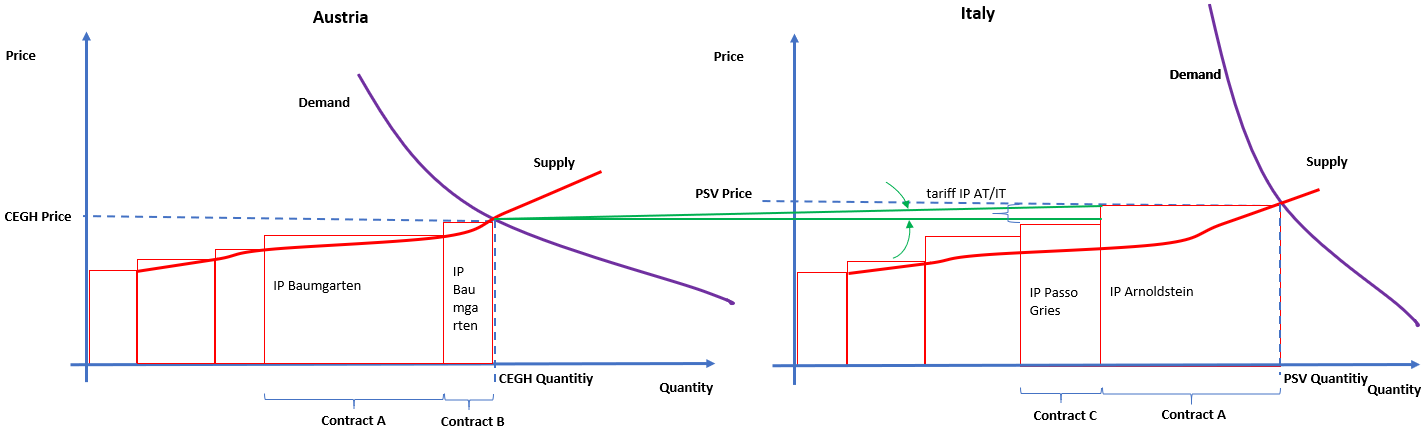 Austria
Italy
Price
Price
Demand
Demand
Supply
Supply
CEGH Price
PSV Price
tariff IP AT/IT
IP Baumgarten
IP
Bau
mga
rten
IP Passo
Gries
IP Arnoldstein
CEGH Quantitiy
Quantity
PSV Quantitiy
Quantity
Contract A
Contract B
Contract C
Contract A